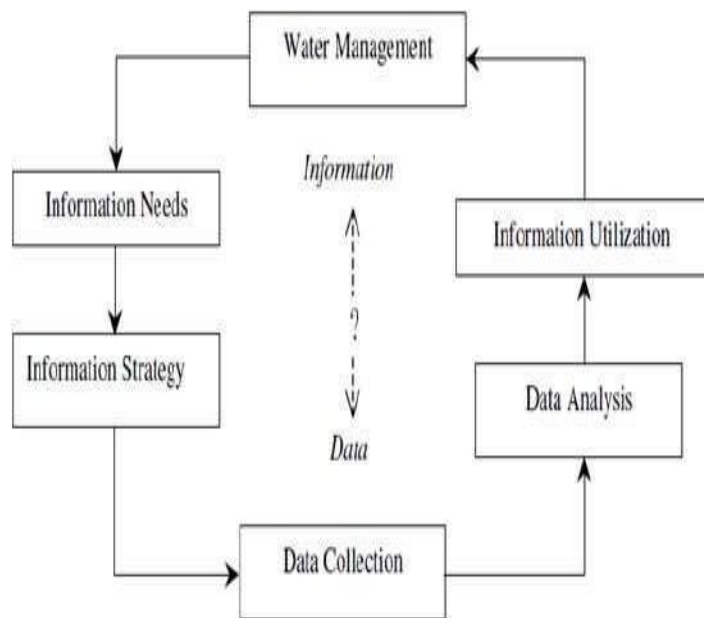 Water Management
Information
Information Needs
Information Utilization
?
Information Strategy
Data Analysis
Data
Data Collection